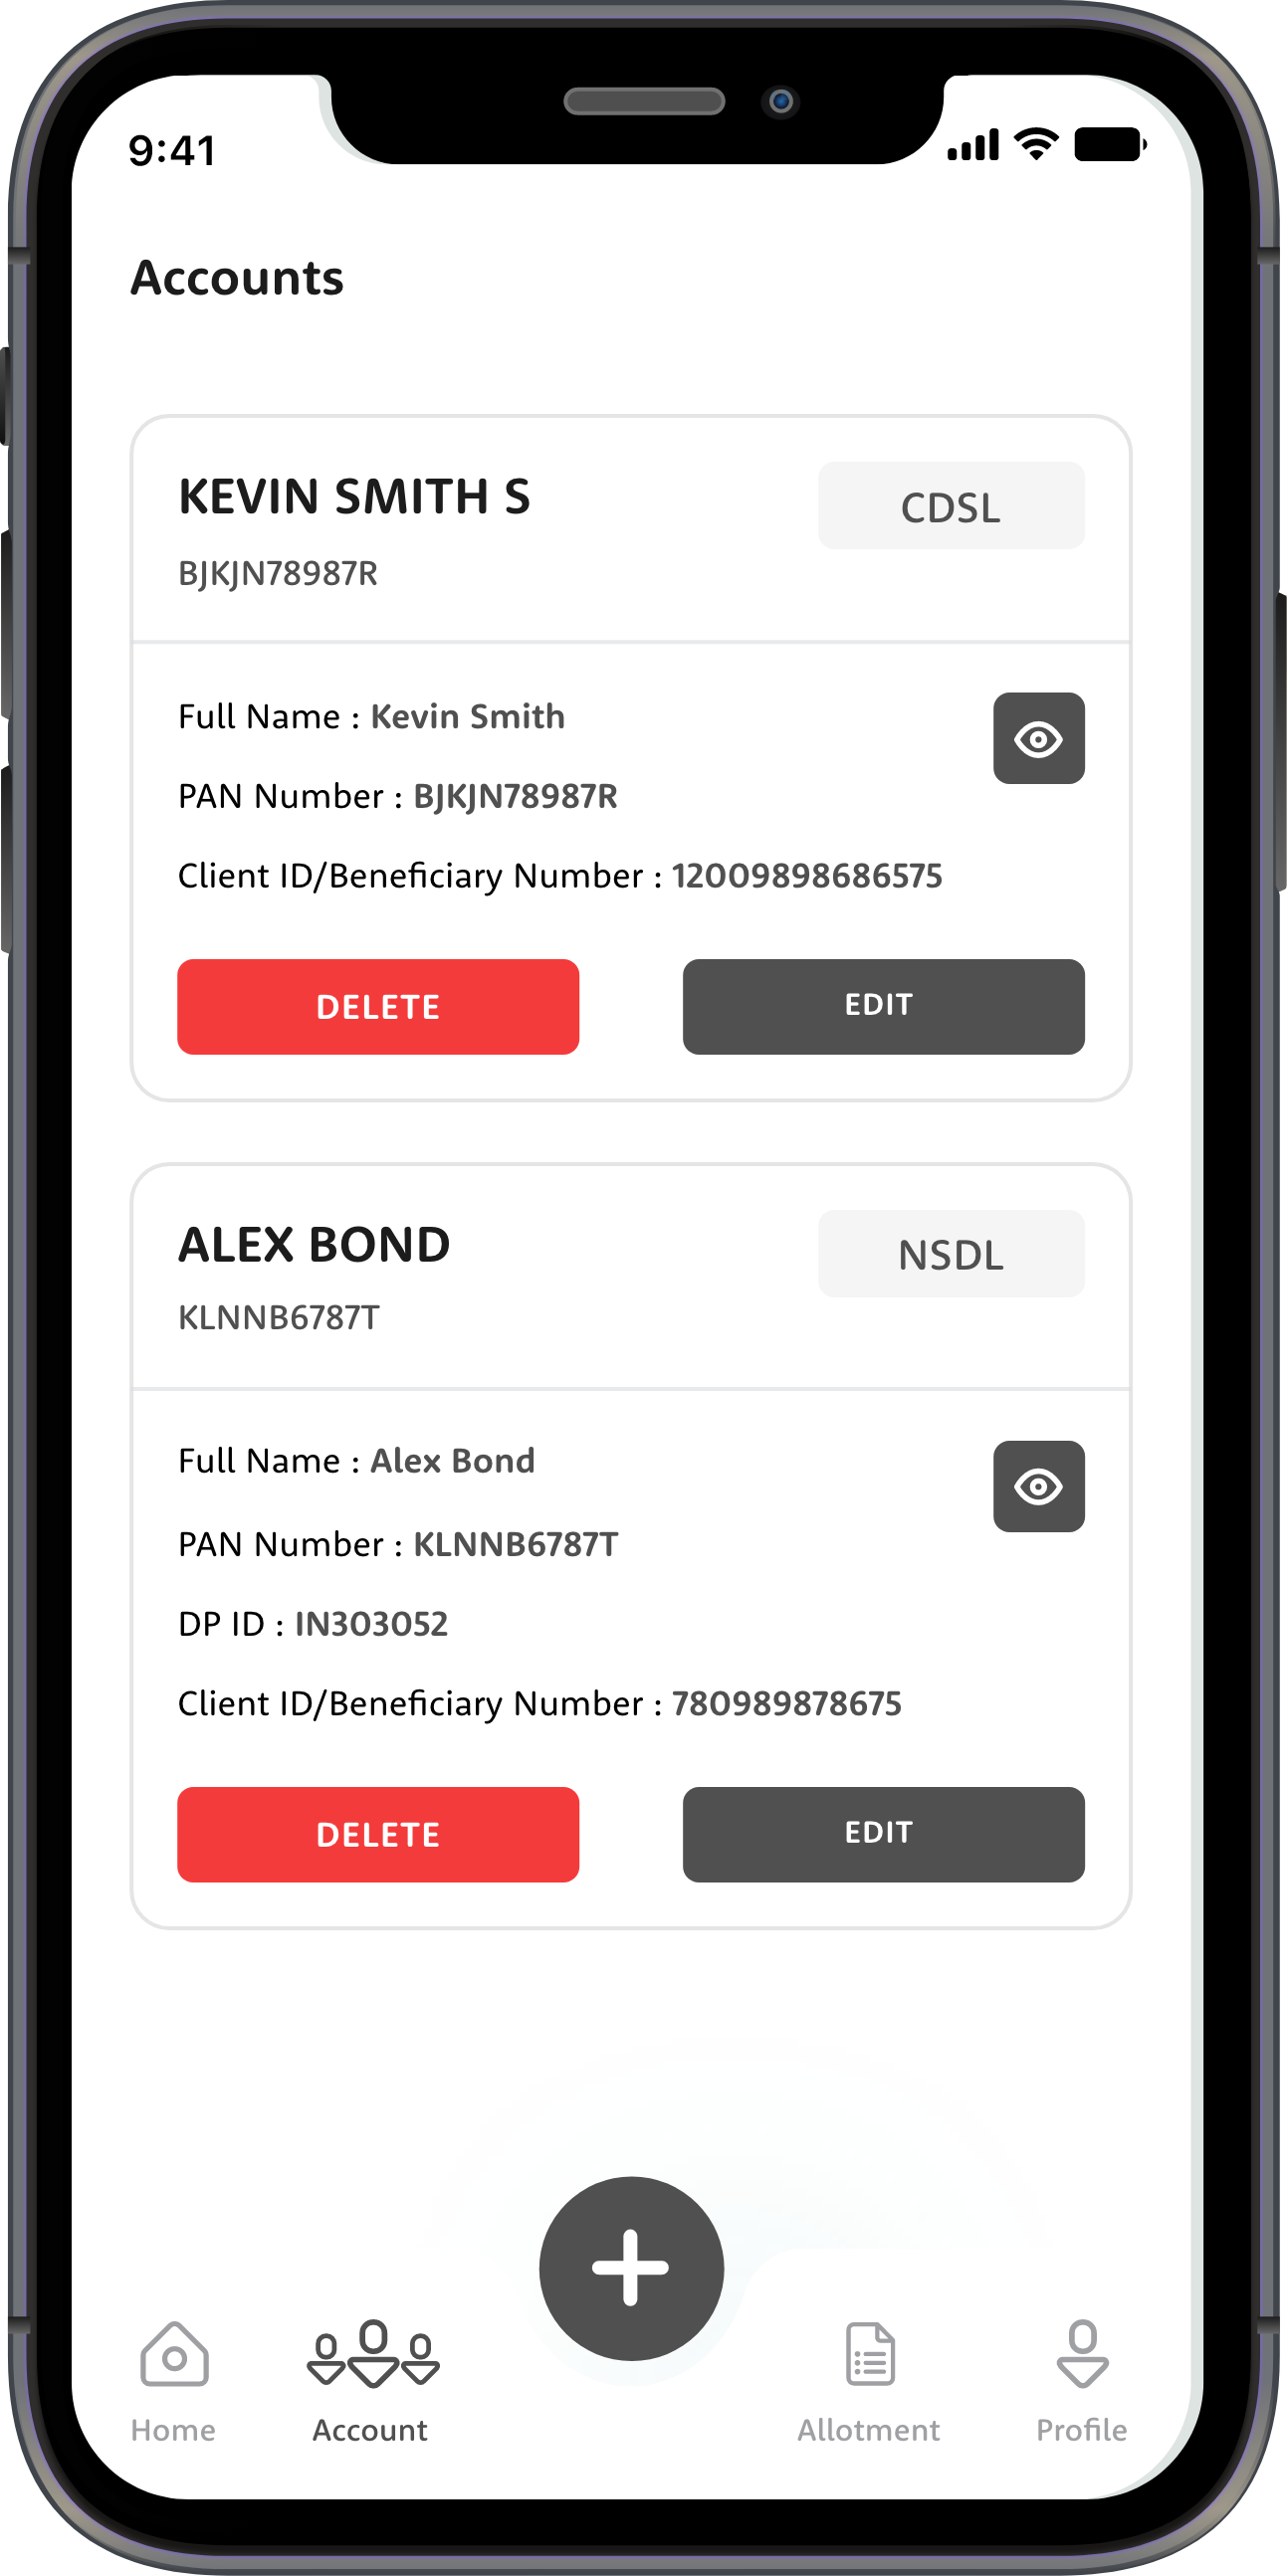 9:41
Accounts
KEVIN SMITH S
CDSL
BJKJN78987R
Full Name : Kevin Smith
PAN Number : BJKJN78987R
Client ID/Beneficiary Number : 12009898686575
DELETE
EDIT
ALEX BOND
NSDL
KLNNB6787T
Full Name : Alex Bond
PAN Number : KLNNB6787T
DP ID : IN303052
Client ID/Beneficiary Number : 780989878675
DELETE
EDIT
Home
Account
Allotment
Profile